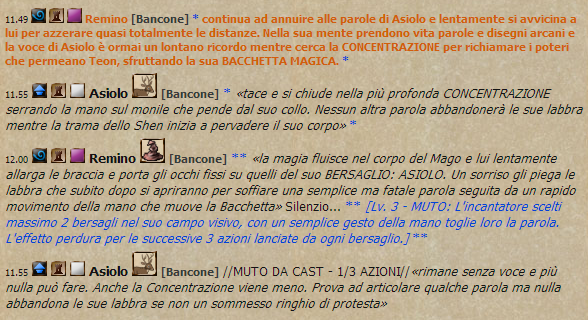 11.49 Remino [Bancone] * continua ad annuire alle parole di Asiolo e lentamente si avvicina a
lui per azzerare quasi totalmente le distanze. Nella sua mente prendono vita parole e disegni arcani e
la voce di Asiolo è ormai un lontano ricordo mentre cerca la CONCENTRAZIONE per richiamare i poteri
che permeano Teon, sfruttando la sua BACCHETTA MAGICA. *
11.55 Asiolo [Bancone] * «tace e si chiude nella più profonda CONCENTRAZIONE
serrando la mano sul monile che pende dal suo collo. Nessun altra parola abbandonerà le sue labbra
mentre la trama dello Shen inizia a pervadere il suo corpo» *
12.00 Remino [Bancone] ** «la magia fluisce nel corpo del Mago e lui lentamente
allarga le braccia e porta gli occhi fissi su quelli del suo BERSAGLIO: ASIOLO. Un sorriso gli piega le
labbra che subito dopo si apriranno per soffiare una semplice ma fatale parola seguita da un rapido
movimento della mano che muove la Bacchetta» Silenzio... ** [Lv. 3 - MUTO: L'incantatore scelti
massimo 2 bersagli nel suo campo visivo, con un semplice gesto della mano toglie loro la parola.
L'effetto perdura per le successive 3 azioni lanciate da ogni bersaglio.] **
11.55 Asiolo [Bancone] //MUTO DA CAST - 1/3 AZIONI// «rimane senza voce e più
nulla può fare. Anche la Concentrazione viene meno. Prova ad articolare qualche parola ma nulla
abbandona le sue labbra se non un sommesso ringhio di protesta»